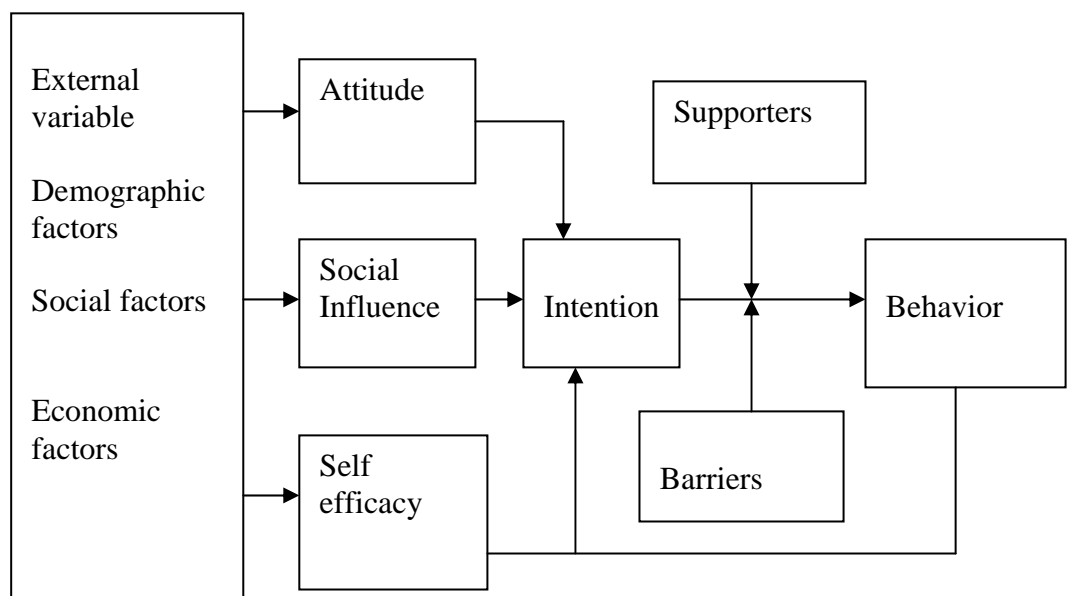 External
variable
Demographic
factors
Social factors
Economic
factors
Attitude
Social
Influence
Self
efficacy
Intention
Supporters
Barriers
Behavior